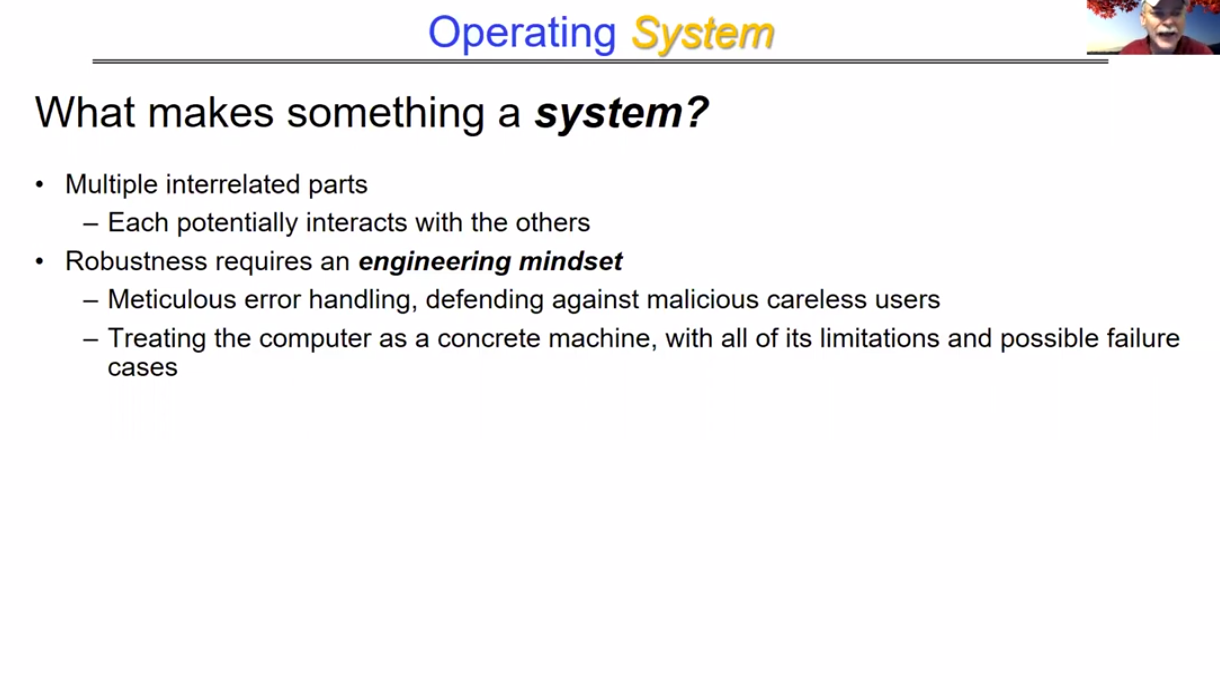 Operating System
What makes something a system?
• Multiple interrelated parts
– Each potentially interacts with the others
• Robustness requires an engineering mindset
– Meticulous error handling, defending against malicious careless users
– Treating the computer as a concrete machine, with all of its limitations and possible failure
cases